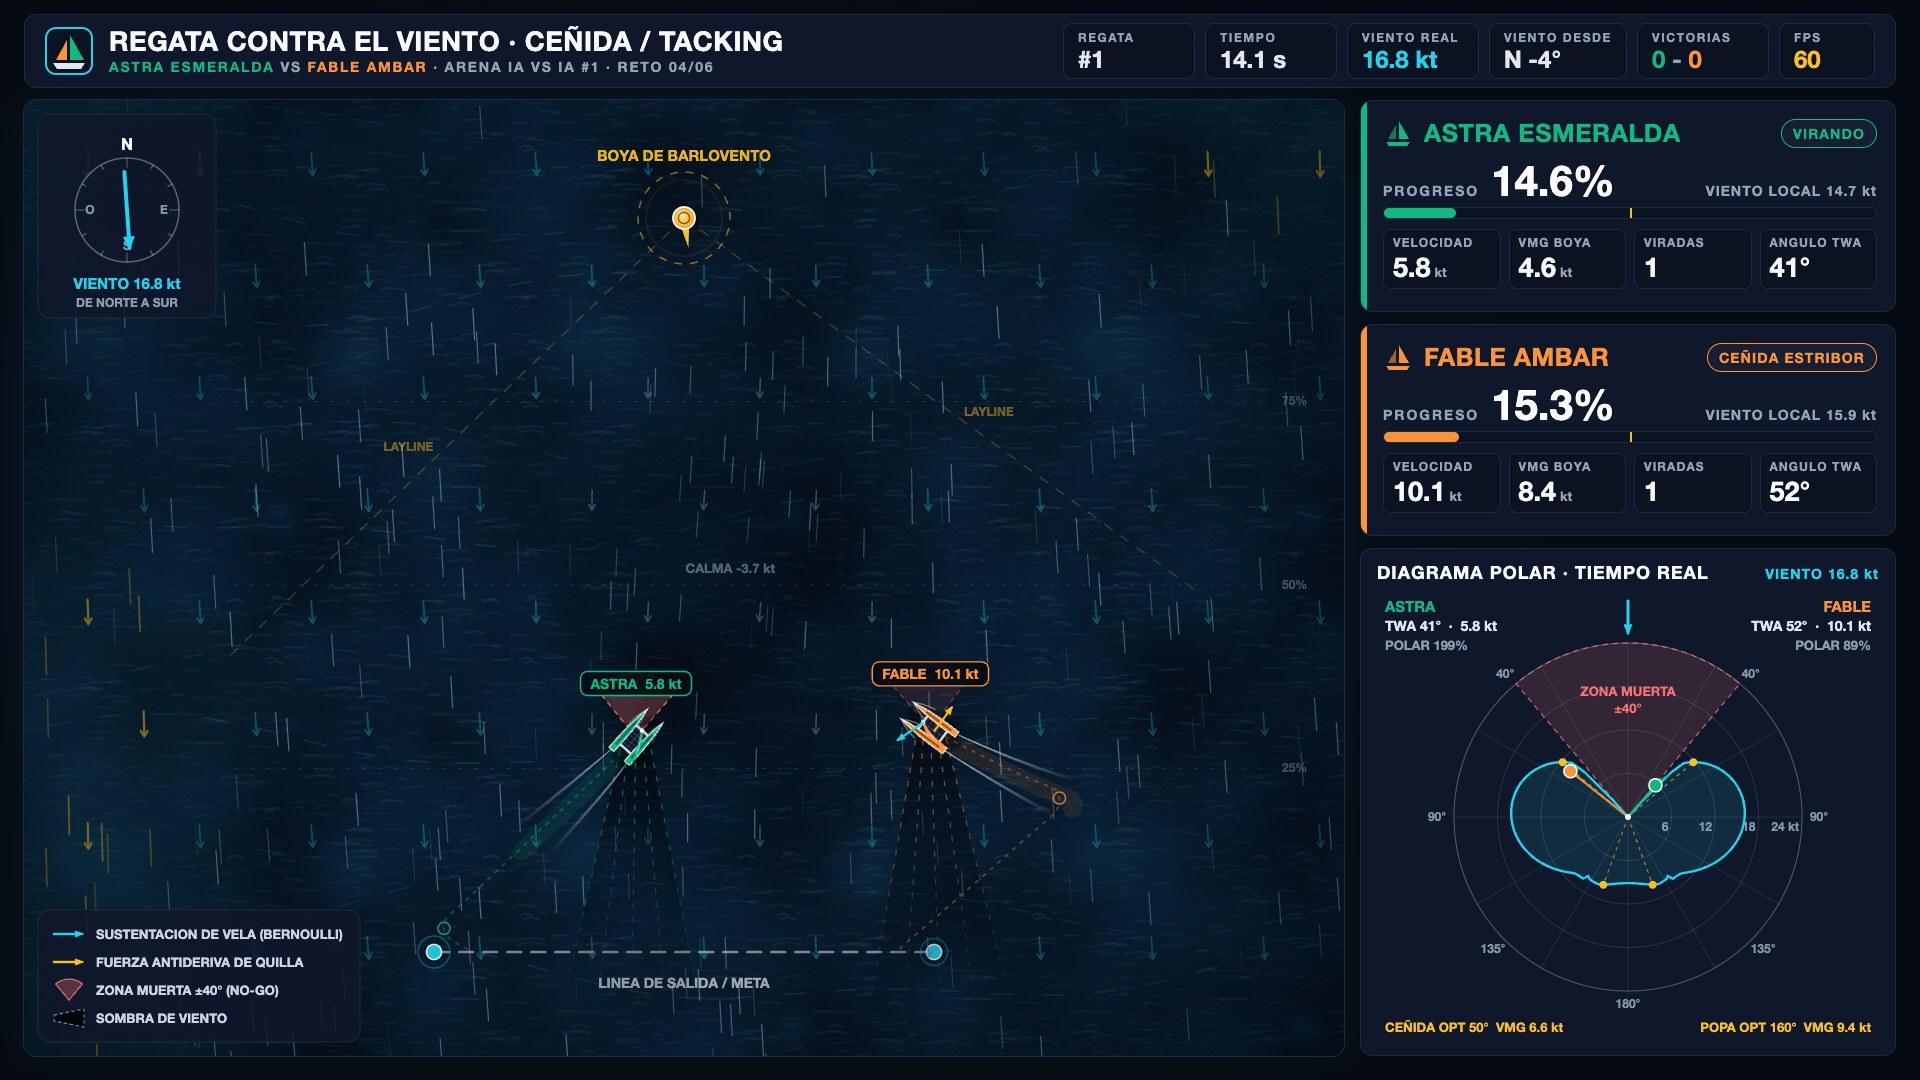 REGATA CONTRA EL VIENTO · CEÑIDA / TACKING
ASTRA ESMERALDA VS FABLE AMBAR · ARENA IA VS IA #1 · RETO 04/06
REGATA
#1
TIEMPO
14.1 s
VIENTO REAL
16.8 kt
VIENTO DESDE
N -4°
VICTORIAS
0 - 0
FPS
60
N
O
E
S
VIENTO 16.8 kt
DE NORTE A SUR
BOYA DE BARLOVENTO
75%
LAYLINE
LAYLINE
CALMA -3.7 kt
50%
ASTRA 5.8 kt
FABLE 10.1 kt
25%
LINEA DE SALIDA / META
SUSTENTACION DE VELA (BERNOULLI)
FUERZA ANTIDERIVA DE QUILLA
ZONA MUERTA ±40° (NO-GO)
SOMBRA DE VIENTO
ASTRA ESMERALDA
VIRANDO
PROGRESO 14.6%
VIENTO LOCAL 14.7 kt
VELOCIDAD
5.8 kt
VMG BOYA
4.6 kt
VIRADAS
1
ANGULO TWA
41°
FABLE AMBAR
CEÑIDA ESTRIBOR
PROGRESO 15.3%
VIENTO LOCAL 15.9 kt
VELOCIDAD
10.1 kt
VMG BOYA
8.4 kt
VIRADAS
1
ANGULO TWA
52°
DIAGRAMA POLAR · TIEMPO REAL
VIENTO 16.8 kt
ASTRA
TWA 41° · 5.8 kt
POLAR 199%
FABLE
TWA 52° · 10.1 kt
POLAR 89%
40°
40°
ZONA MUERTA
±40°
90°
90°
6
12
18
24 kt
135°
135°
180°
CEÑIDA OPT 50° VMG 6.6 kt
POPA OPT 160° VMG 9.4 kt